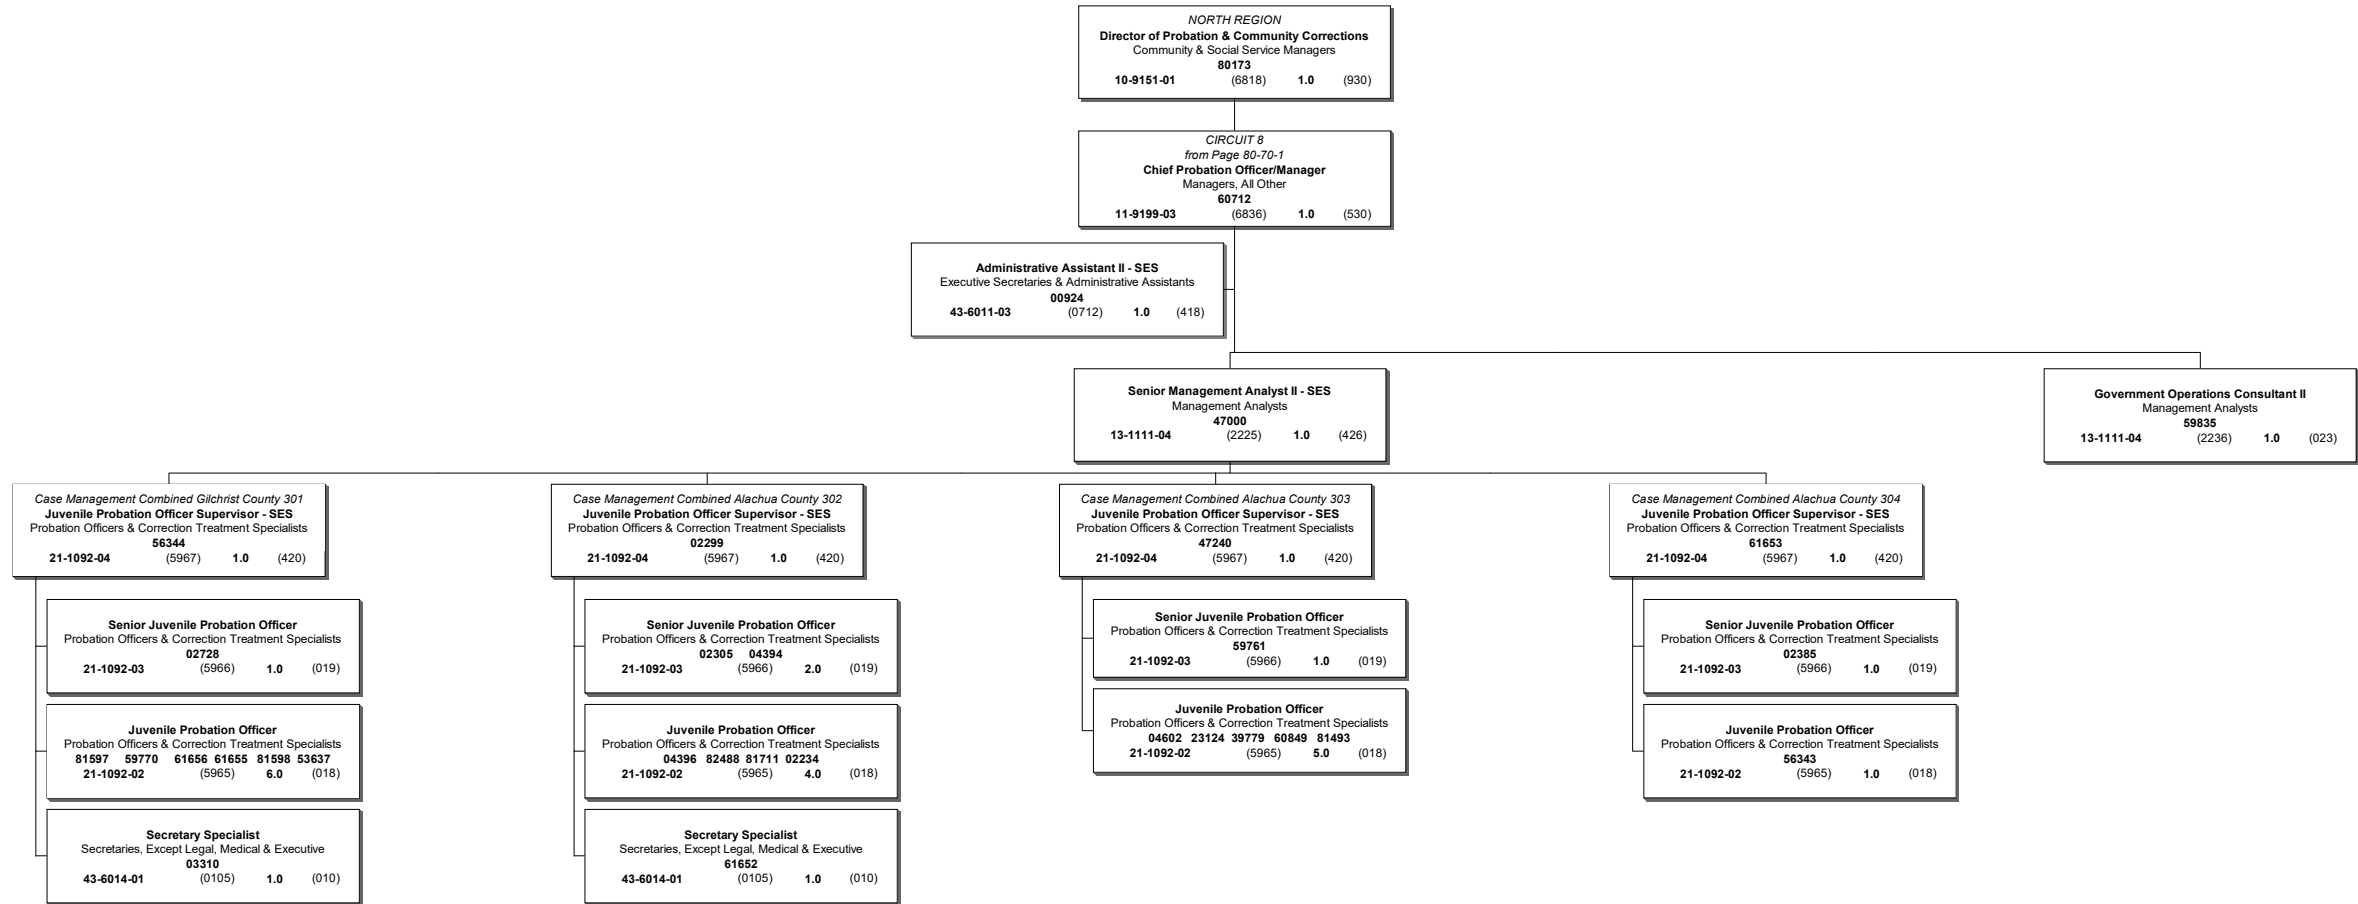 NORTH REGION
Director of Probation & Community Corrections
Community & Social Service Managers
80173
10-9151-01 (6818) 1.0 (930)
CIRCUIT 8
from Page 80-70-1
Chief Probation Officer/Manager
Managers, All Other
60712
11-9199-03 (6836) 1.0 (530)
Administrative Assistant II - SES
Executive Secretaries & Administrative Assistants
00924
43-6011-03 (0712) 1.0 (418)
Senior Management Analyst II - SES
Management Analysts
47000
13-1111-04 (2225) 1.0 (426)
Government Operations Consultant II
Management Analysts
59835
13-1111-04 (2236) 1.0 (023)
Case Management Combined Gilchrist County 301
Juvenile Probation Officer Supervisor - SES
Probation Officers & Correction Treatment Specialists
56344
21-1092-04 (5967) 1.0 (420)
Senior Juvenile Probation Officer
Probation Officers & Correction Treatment Specialists
02728
21-1092-03 (5966) 1.0 (019)
Juvenile Probation Officer
Probation Officers & Correction Treatment Specialists
81597 59770 61656 61655 81598 53637
21-1092-02 (5965) 6.0 (018)
Secretary Specialist
Secretaries, Except Legal, Medical & Executive
03310
43-6014-01 (0105) 1.0 (010)
Case Management Combined Alachua County 302
Juvenile Probation Officer Supervisor - SES
Probation Officers & Correction Treatment Specialists
02299
21-1092-04 (5967) 1.0 (420)
Senior Juvenile Probation Officer
Probation Officers & Correction Treatment Specialists
02305 04394
21-1092-03 (5966) 2.0 (019)
Juvenile Probation Officer
Probation Officers & Correction Treatment Specialists
04396 82488 81711 02234
21-1092-02 (5965) 4.0 (018)
Secretary Specialist
Secretaries, Except Legal, Medical & Executive
61652
43-6014-01 (0105) 1.0 (010)
Case Management Combined Alachua County 303
Juvenile Probation Officer Supervisor - SES
Probation Officers & Correction Treatment Specialists
47240
21-1092-04 (5967) 1.0 (420)
Senior Juvenile Probation Officer
Probation Officers & Correction Treatment Specialists
59761
21-1092-03 (5966) 1.0 (019)
Juvenile Probation Officer
Probation Officers & Correction Treatment Specialists
04602 23124 39779 60849 81493
21-1092-02 (5965) 5.0 (018)
Case Management Combined Alachua County 304
Juvenile Probation Officer Supervisor - SES
Probation Officers & Correction Treatment Specialists
61653
21-1092-04 (5967) 1.0 (420)
Senior Juvenile Probation Officer
Probation Officers & Correction Treatment Specialists
02385
21-1092-03 (5966) 1.0 (019)
Juvenile Probation Officer
Probation Officers & Correction Treatment Specialists
56343
21-1092-02 (5965) 1.0 (018)